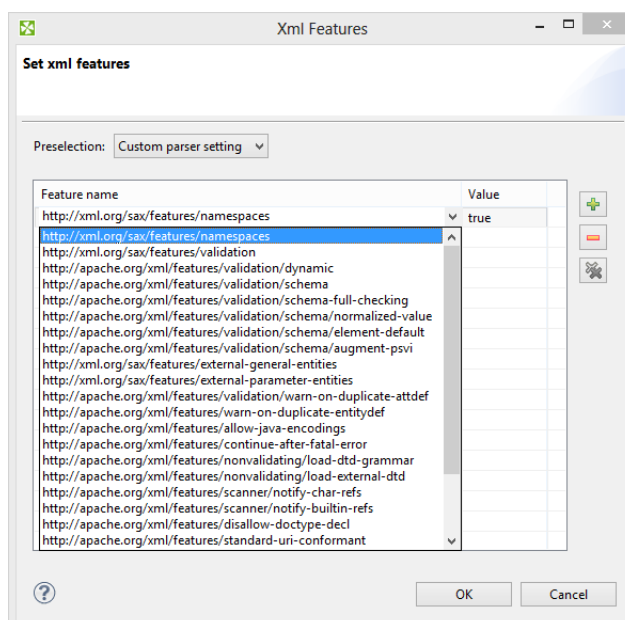 Xml Features
Set xml features
Preselection: Custom parser setting
Feature name Value
http://xml.org/sax/features/namespaces true
http://xml.org/sax/features/namespaces
http://xml.org/sax/features/validation
http://apache.org/xml/features/validation/dynamic
http://apache.org/xml/features/validation/schema
http://apache.org/xml/features/validation/schema-full-checking
http://apache.org/xml/features/validation/schema/normalized-value
http://apache.org/xml/features/validation/schema/element-default
http://apache.org/xml/features/validation/schema/augment-psvi
http://xml.org/sax/features/external-general-entities
http://xml.org/sax/features/external-parameter-entities
http://apache.org/xml/features/validation/warn-on-duplicate-attdef
http://apache.org/xml/features/warn-on-duplicate-entitydef
http://apache.org/xml/features/allow-java-encodings
http://apache.org/xml/features/continue-after-fatal-error
http://apache.org/xml/features/nonvalidating/load-dtd-grammar
http://apache.org/xml/features/nonvalidating/load-external-dtd
http://apache.org/xml/features/scanner/notify-char-refs
http://apache.org/xml/features/scanner/notify-builtin-refs
http://apache.org/xml/features/disallow-doctype-decl
http://apache.org/xml/features/standard-uri-conformant
OK Cancel